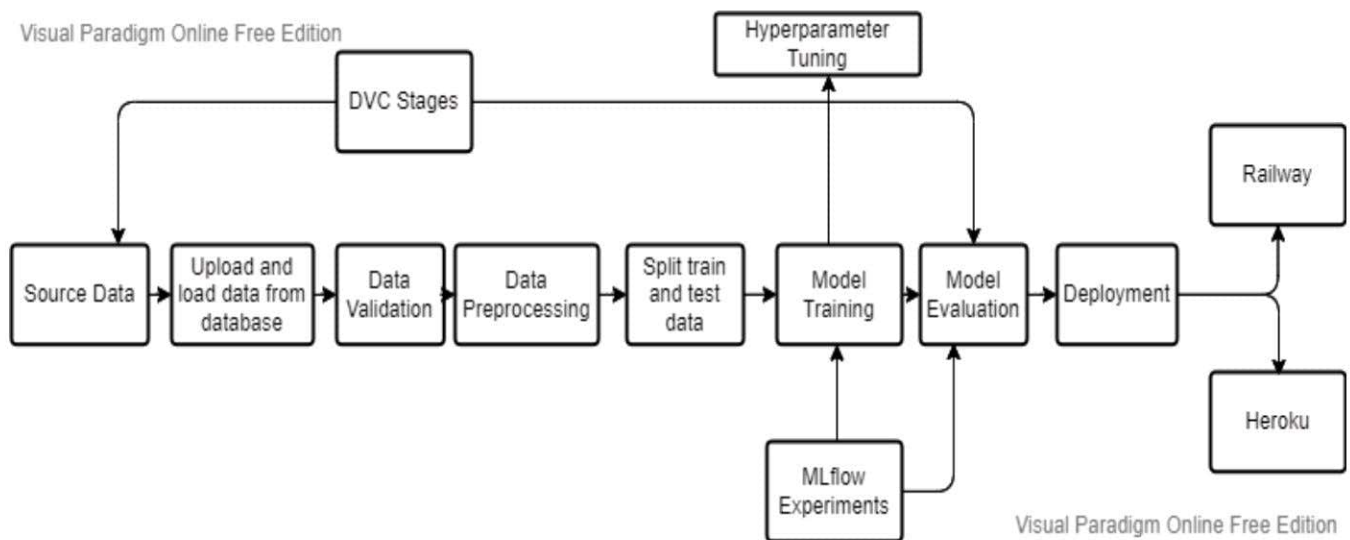 Visual Paradigm Online Free Edition
Hyperparameter
Tuning
DVC Stages
Railway
Source Data
Upload and
load data from
database
Data
Validation
Data
Preprocessing
Split train
and test
data
Model
Training
Model
Evaluation
Deployment
Heroku
MLflow
Experiments
Visual Paradigm Online Free Edition